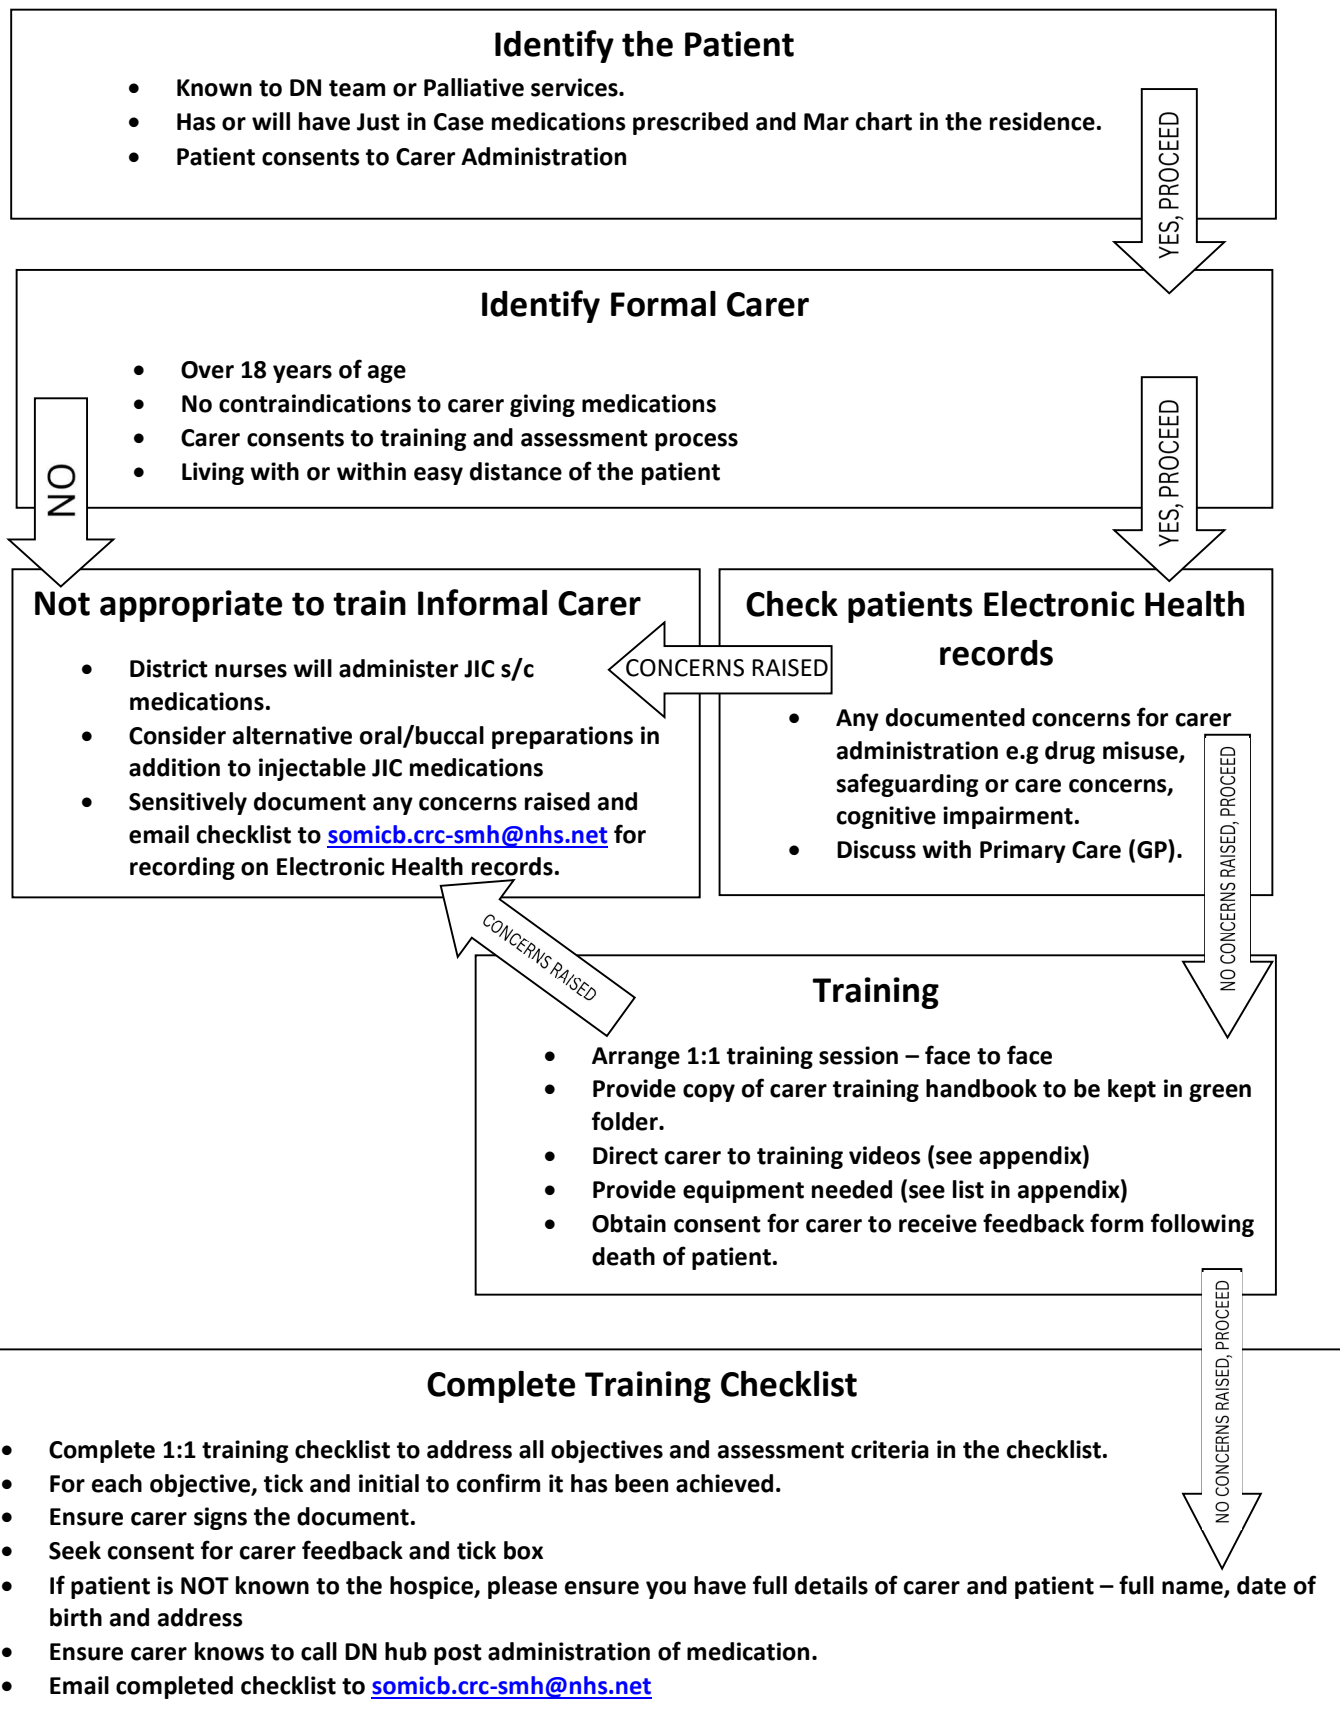 Identify the Patient
• Known to DN team or Palliative services.
• Has or will have Just in Case medications prescribed and Mar chart in the residence.
• Patient consents to Carer Administration
YES, PROCEED
Identify Formal Carer
• Over 18 years of age
• No contraindications to carer giving medications
• Carer consents to training and assessment process
• Living with or within easy distance of the patient
NO
YES, PROCEED
Not appropriate to train Informal Carer
• District nurses will administer JIC s/c
medications.
• Consider alternative oral/buccal preparations in
addition to injectable JIC medications
• Sensitively document any concerns raised and
email checklist to somicb.crc-smh@nhs.net for
recording on Electronic Health records.
CONCERNS RAISED
Check patients Electronic Health
records
• Any documented concerns for carer
administration e.g drug misuse,
safeguarding or care concerns,
cognitive impairment.
• Discuss with Primary Care (GP).
NO CONCERNS RAISED, PROCEED
CONCERNS RAISED
Training
• Arrange 1:1 training session – face to face
• Provide copy of carer training handbook to be kept in green
folder.
• Direct carer to training videos (see appendix)
• Provide equipment needed (see list in appendix)
• Obtain consent for carer to receive feedback form following
death of patient.
NO CONCERNS RAISED, PROCEED
Complete Training Checklist
• Complete 1:1 training checklist to address all objectives and assessment criteria in the checklist.
• For each objective, tick and initial to confirm it has been achieved.
• Ensure carer signs the document.
• Seek consent for carer feedback and tick box
• If patient is NOT known to the hospice, please ensure you have full details of carer and patient – full name, date of
birth and address
• Ensure carer knows to call DN hub post administration of medication.
• Email completed checklist to somicb.crc-smh@nhs.net